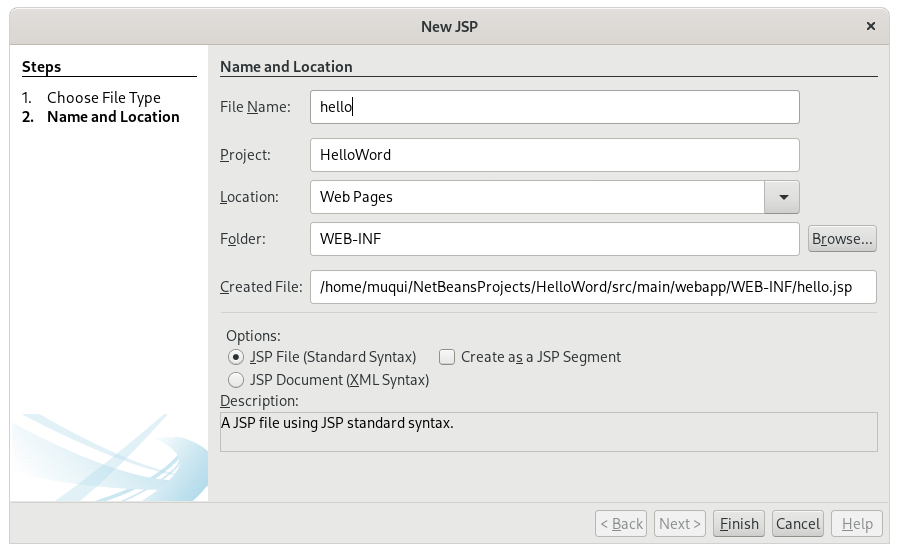 New JSP
×
Steps
1. Choose File Type
2. Name and Location
Name and Location
File Name: hello
Project: HelloWord
Location: Web Pages
Folder: WEB-INF Browse...
Created File: /home/muqui/NetBeansProjects/HelloWord/src/main/webapp/WEB-INF/hello.jsp
Options:
JSP File (Standard Syntax) Create as a JSP Segment
JSP Document (XML Syntax)
Description:
A JSP file using JSP standard syntax.
< Back Next > Finish Cancel Help